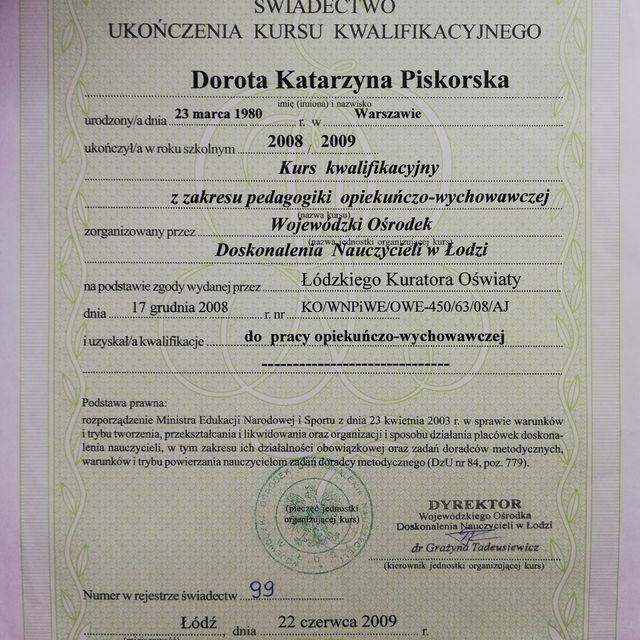 ŚWIADECTWO
UKOŃCZENIA KURSU KWALIFIKACYJNEGO
Dorota Katarzyna Piskorska
imię (imiona) i nazwisko
urodzony/a dnia 23 marca 1980 r. w Warszawie
ukończył/a w roku szkolnym 2008 / 2009
Kurs kwalifikacyjny
z zakresu pedagogiki opiekuńczo-wychowawczej
(nazwa kursu)
zorganizowany przez Wojewódzki Ośrodek
(nazwa jednostki organizującej kurs)
Doskonalenia Nauczycieli w Łodzi
na podstawie zgody wydanej przez Łódzkiego Kuratora Oświaty
dnia 17 grudnia 2008 r. nr KO/WNPiWE/OWE-450/63/08/AJ
i uzyskał/a kwalifikacje do pracy opiekuńczo-wychowawczej
------------------------------
Podstawa prawna:
rozporządzenie Ministra Edukacji Narodowej i Sportu z dnia 23 kwietnia 2003 r. w sprawie warunków
i trybu tworzenia, przekształcania i likwidowania oraz organizacji i sposobu działania placówek doskona-
lenia nauczycieli, w tym zakresu ich działalności obowiązkowej oraz zadań doradców metodycznych,
warunków i trybu powierzania nauczycielom zadań doradcy metodycznego (DzU nr 84, poz. 779).
(pieczęć jednostki
organizującej kurs)
DYREKTOR
Wojewódzkiego Ośrodka
Doskonalenia Nauczycieli w Łodzi
dr Grażyna Tadeusiewicz
(kierownik jednostki organizującej kurs)
Numer w rejestrze świadectw 99
Łódź, dnia 22 czerwca 2009